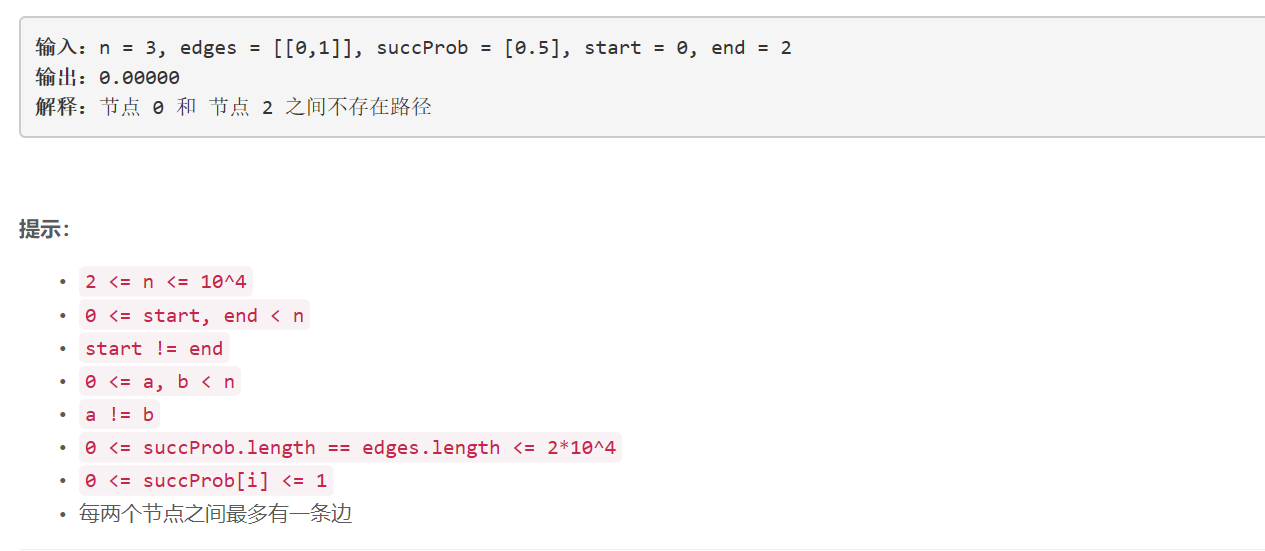 输入：n = 3, edges = [[0,1]], succProb = [0.5], start = 0, end = 2
输出：0.00000
解释：节点 0 和 节点 2 之间不存在路径
提示：
• 2 <= n <= 10^4
• 0 <= start, end < n
• start != end
• 0 <= a, b < n
• a != b
• 0 <= succProb.length == edges.length <= 2*10^4
• 0 <= succProb[i] <= 1
• 每两个节点之间最多有一条边